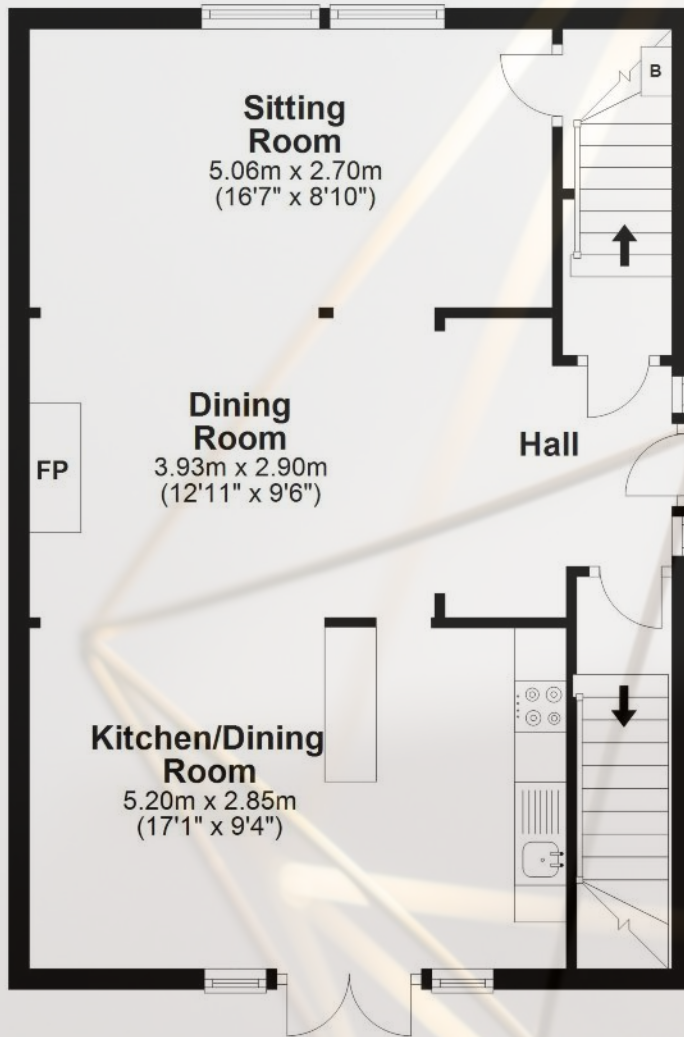 Sitting
Room
5.06m x 2.70m
(16'7" x 8'10")
B
Dining
Room
3.93m x 2.90m
(12'11" x 9'6")
FP
Hall
Kitchen/Dining
Room
5.20m x 2.85m
(17'1" x 9'4")